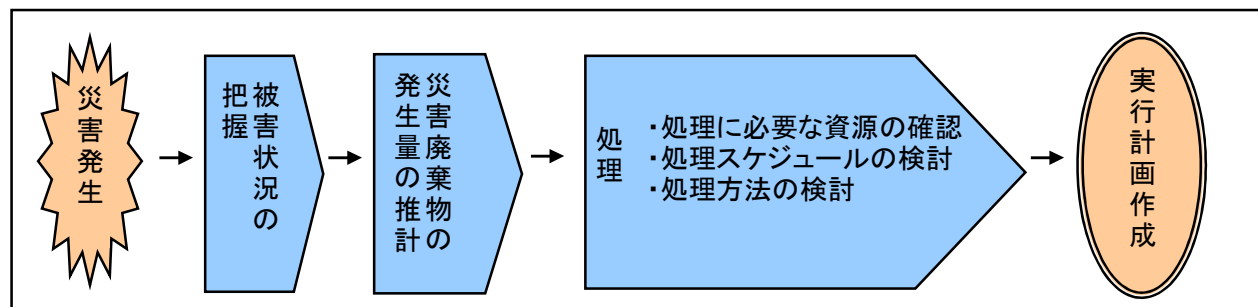 災害発生
被害状況の
把握
災害廃棄物の
発生量の推計
処理
・処理に必要な資源の確認
・処理スケジュールの検討
・処理方法の検討
実行計画作成